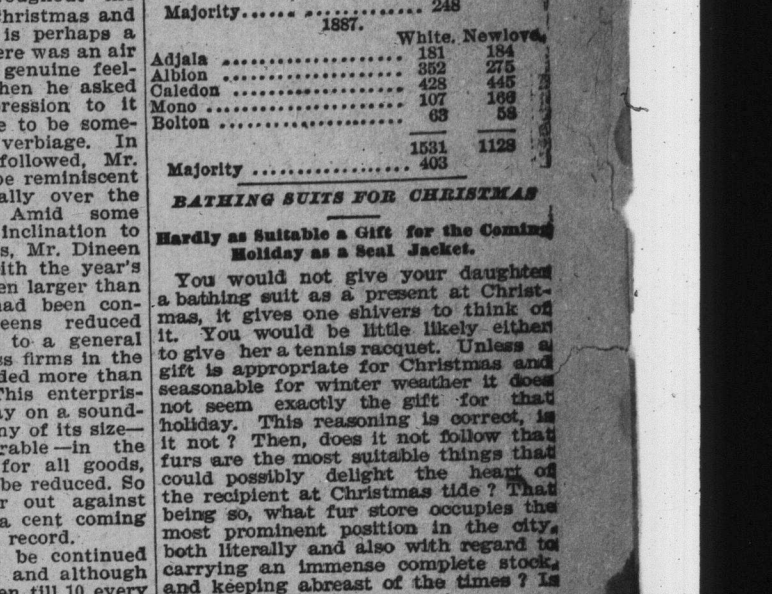 Christmas and
is perhaps a
ere was an air
genuine feel-
hen he asked
pression to it
e to be some-
verbiage. In
followed, Mr.
be reminiscent
ally over the
Amid some
inclination to
s, Mr. Dineen
ith the year's
en larger than
had been con-
eens reduced
to a general
ss firms in the
ded more than
This enterpris-
ay on a sound-
ny of its size—
rable—in the
for all goods,
be reduced. So
r out against
a cent coming
record.
be continued
and although
en till 10 every
Majority.... .............. 248
1887.
White. Newlove.
Adjala ...................... 181 184
Albion ...................... 352 275
Caledon .................... 428 445
Mono ....................... 107 166
Bolton ...................... 63 58
1531 1128
Majority .................. 403
BATHING SUITS FOR CHRISTMAS
Hardly as Suitable a Gift for the Coming
Holiday as a Seal Jacket.
You would not give your daughter
a bathing suit as a present at Christ-
mas, it gives one shivers to think of
it. You would be little likely either
to give her a tennis racquet. Unless a
gift is appropriate for Christmas and
seasonable for winter weather it does
not seem exactly the gift for that
holiday. This reasoning is correct, is
it not ? Then, does it not follow that
furs are the most suitable things that
could possibly delight the heart of
the recipient at Christmas tide ? That
being so, what fur store occupies the
most prominent position in the city,
both literally and also with regard to
carrying an immense complete stock,
and keeping abreast of the times ? Is